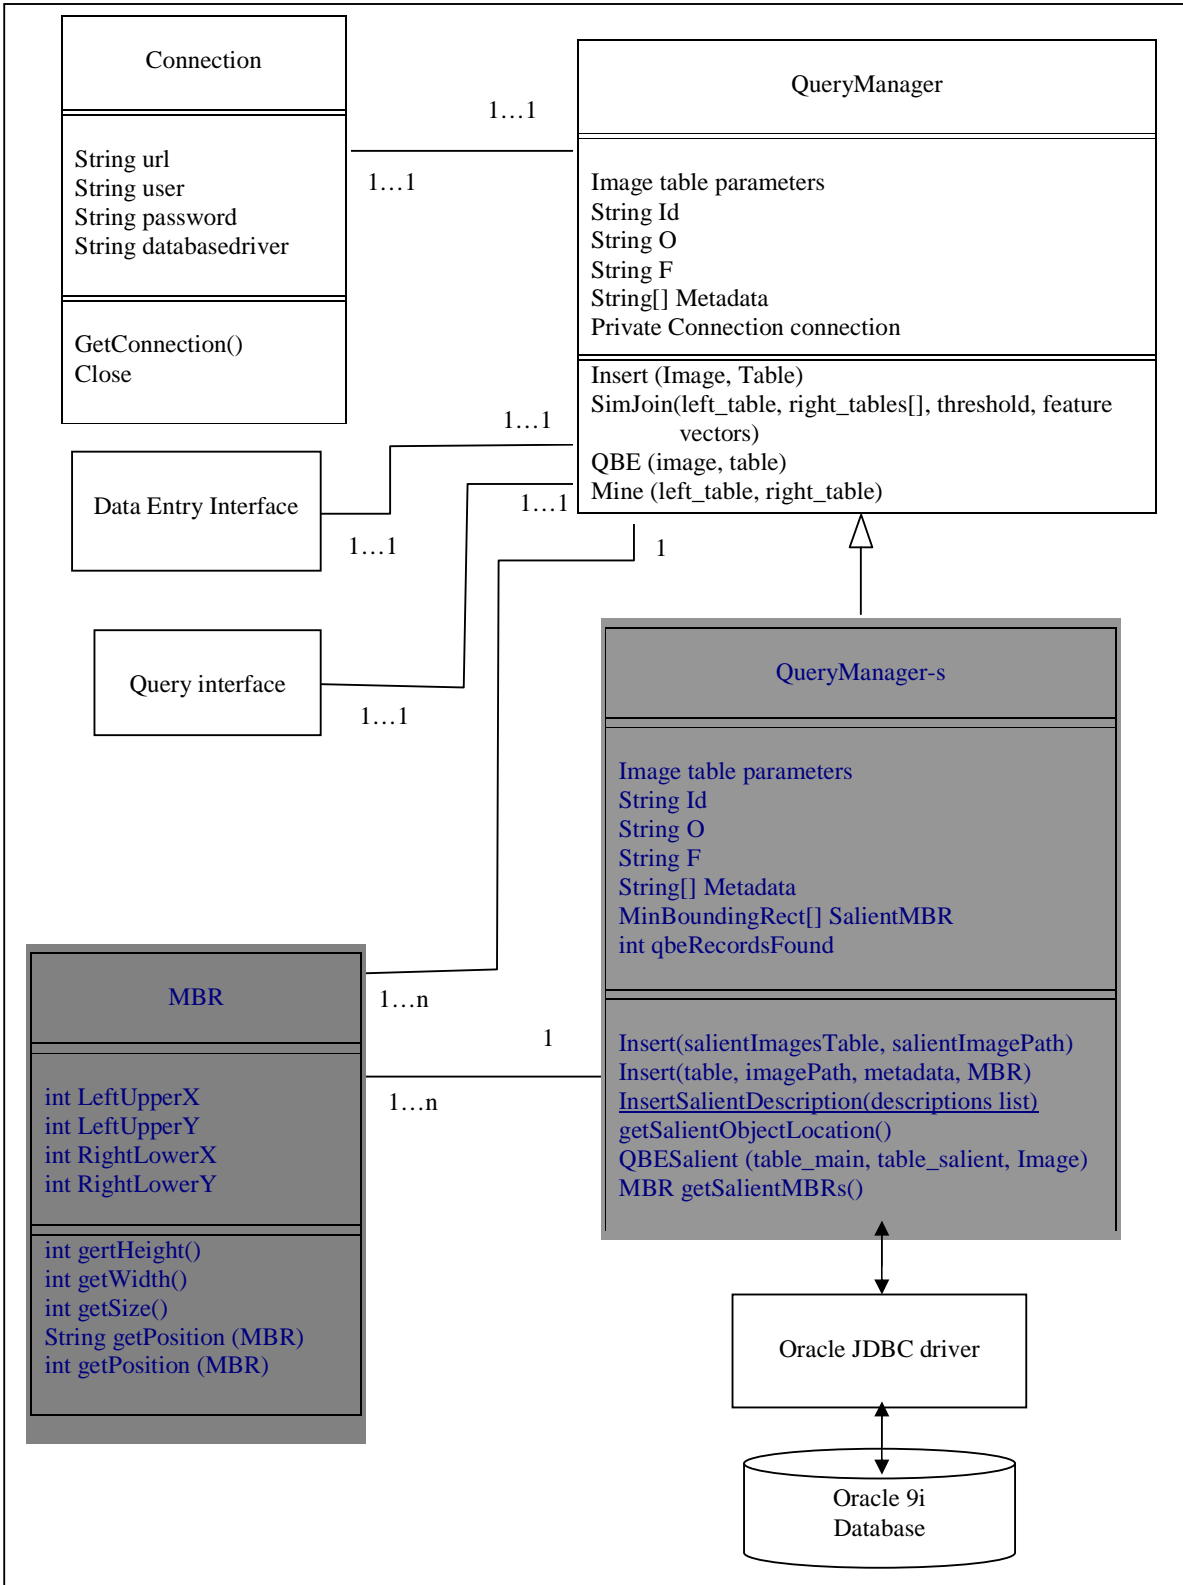 Connection
String url
String user
String password
String databasedriver
GetConnection()
Close
1…1
1…1
QueryManager
Image table parameters
String Id
String O
String F
String[] Metadata
Private Connection connection
Insert (Image, Table)
SimJoin(left_table, right_tables[], threshold, feature
vectors)
QBE (image, table)
Mine (left_table, right_table)
1…1
Data Entry Interface
1…1
1…1
1
Query interface
1…1
QueryManager-s
Image table parameters
String Id
String O
String F
String[] Metadata
MinBoundingRect[] SalientMBR
int qbeRecordsFound
Insert(salientImagesTable, salientImagePath)
Insert(table, imagePath, metadata, MBR)
InsertSalientDescription(descriptions list)
getSalientObjectLocation()
QBESalient (table_main, table_salient, Image)
MBR getSalientMBRs()
MBR
int LeftUpperX
int LeftUpperY
int RightLowerX
int RightLowerY
int gertHeight()
int getWidth()
int getSize()
String getPosition (MBR)
int getPosition (MBR)
1…n
1
1…n
Oracle JDBC driver
Oracle 9i
Database